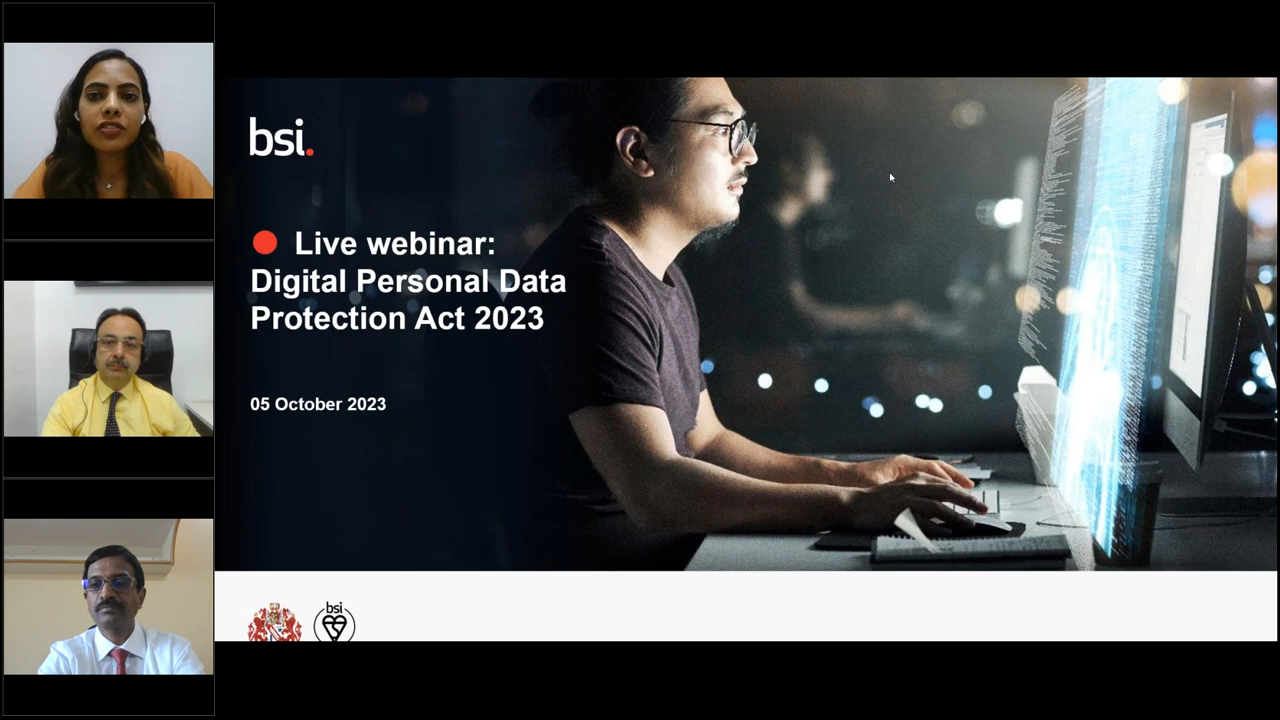 bsi.
Live webinar:
Digital Personal Data
Protection Act 2023
05 October 2023
bsi